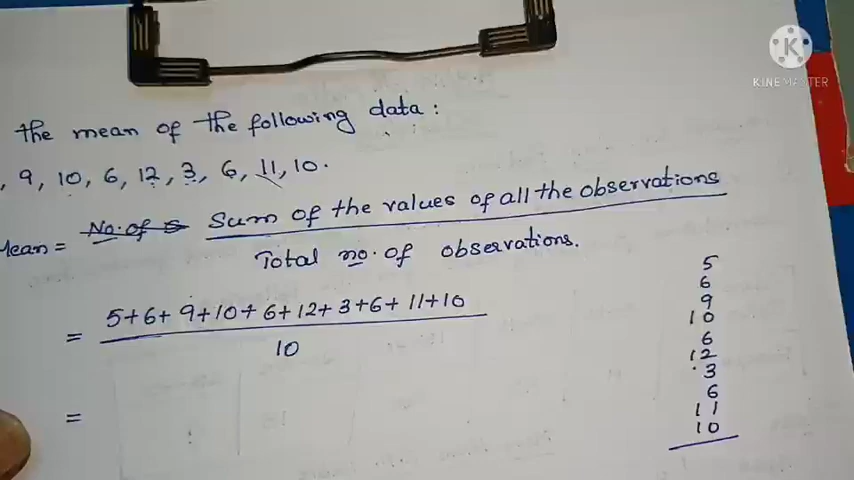 K
KINEMASTER
the mean of the following data:
, 9, 10, 6, 12, 3, 6, 11, 10.
Mean = No. of s Sum of the values of all the observations
Total no. of observations.
= 5+6+9+10+6+12+3+6+11+10
10
=
5
6
9
10
6
12
3
6
11
10